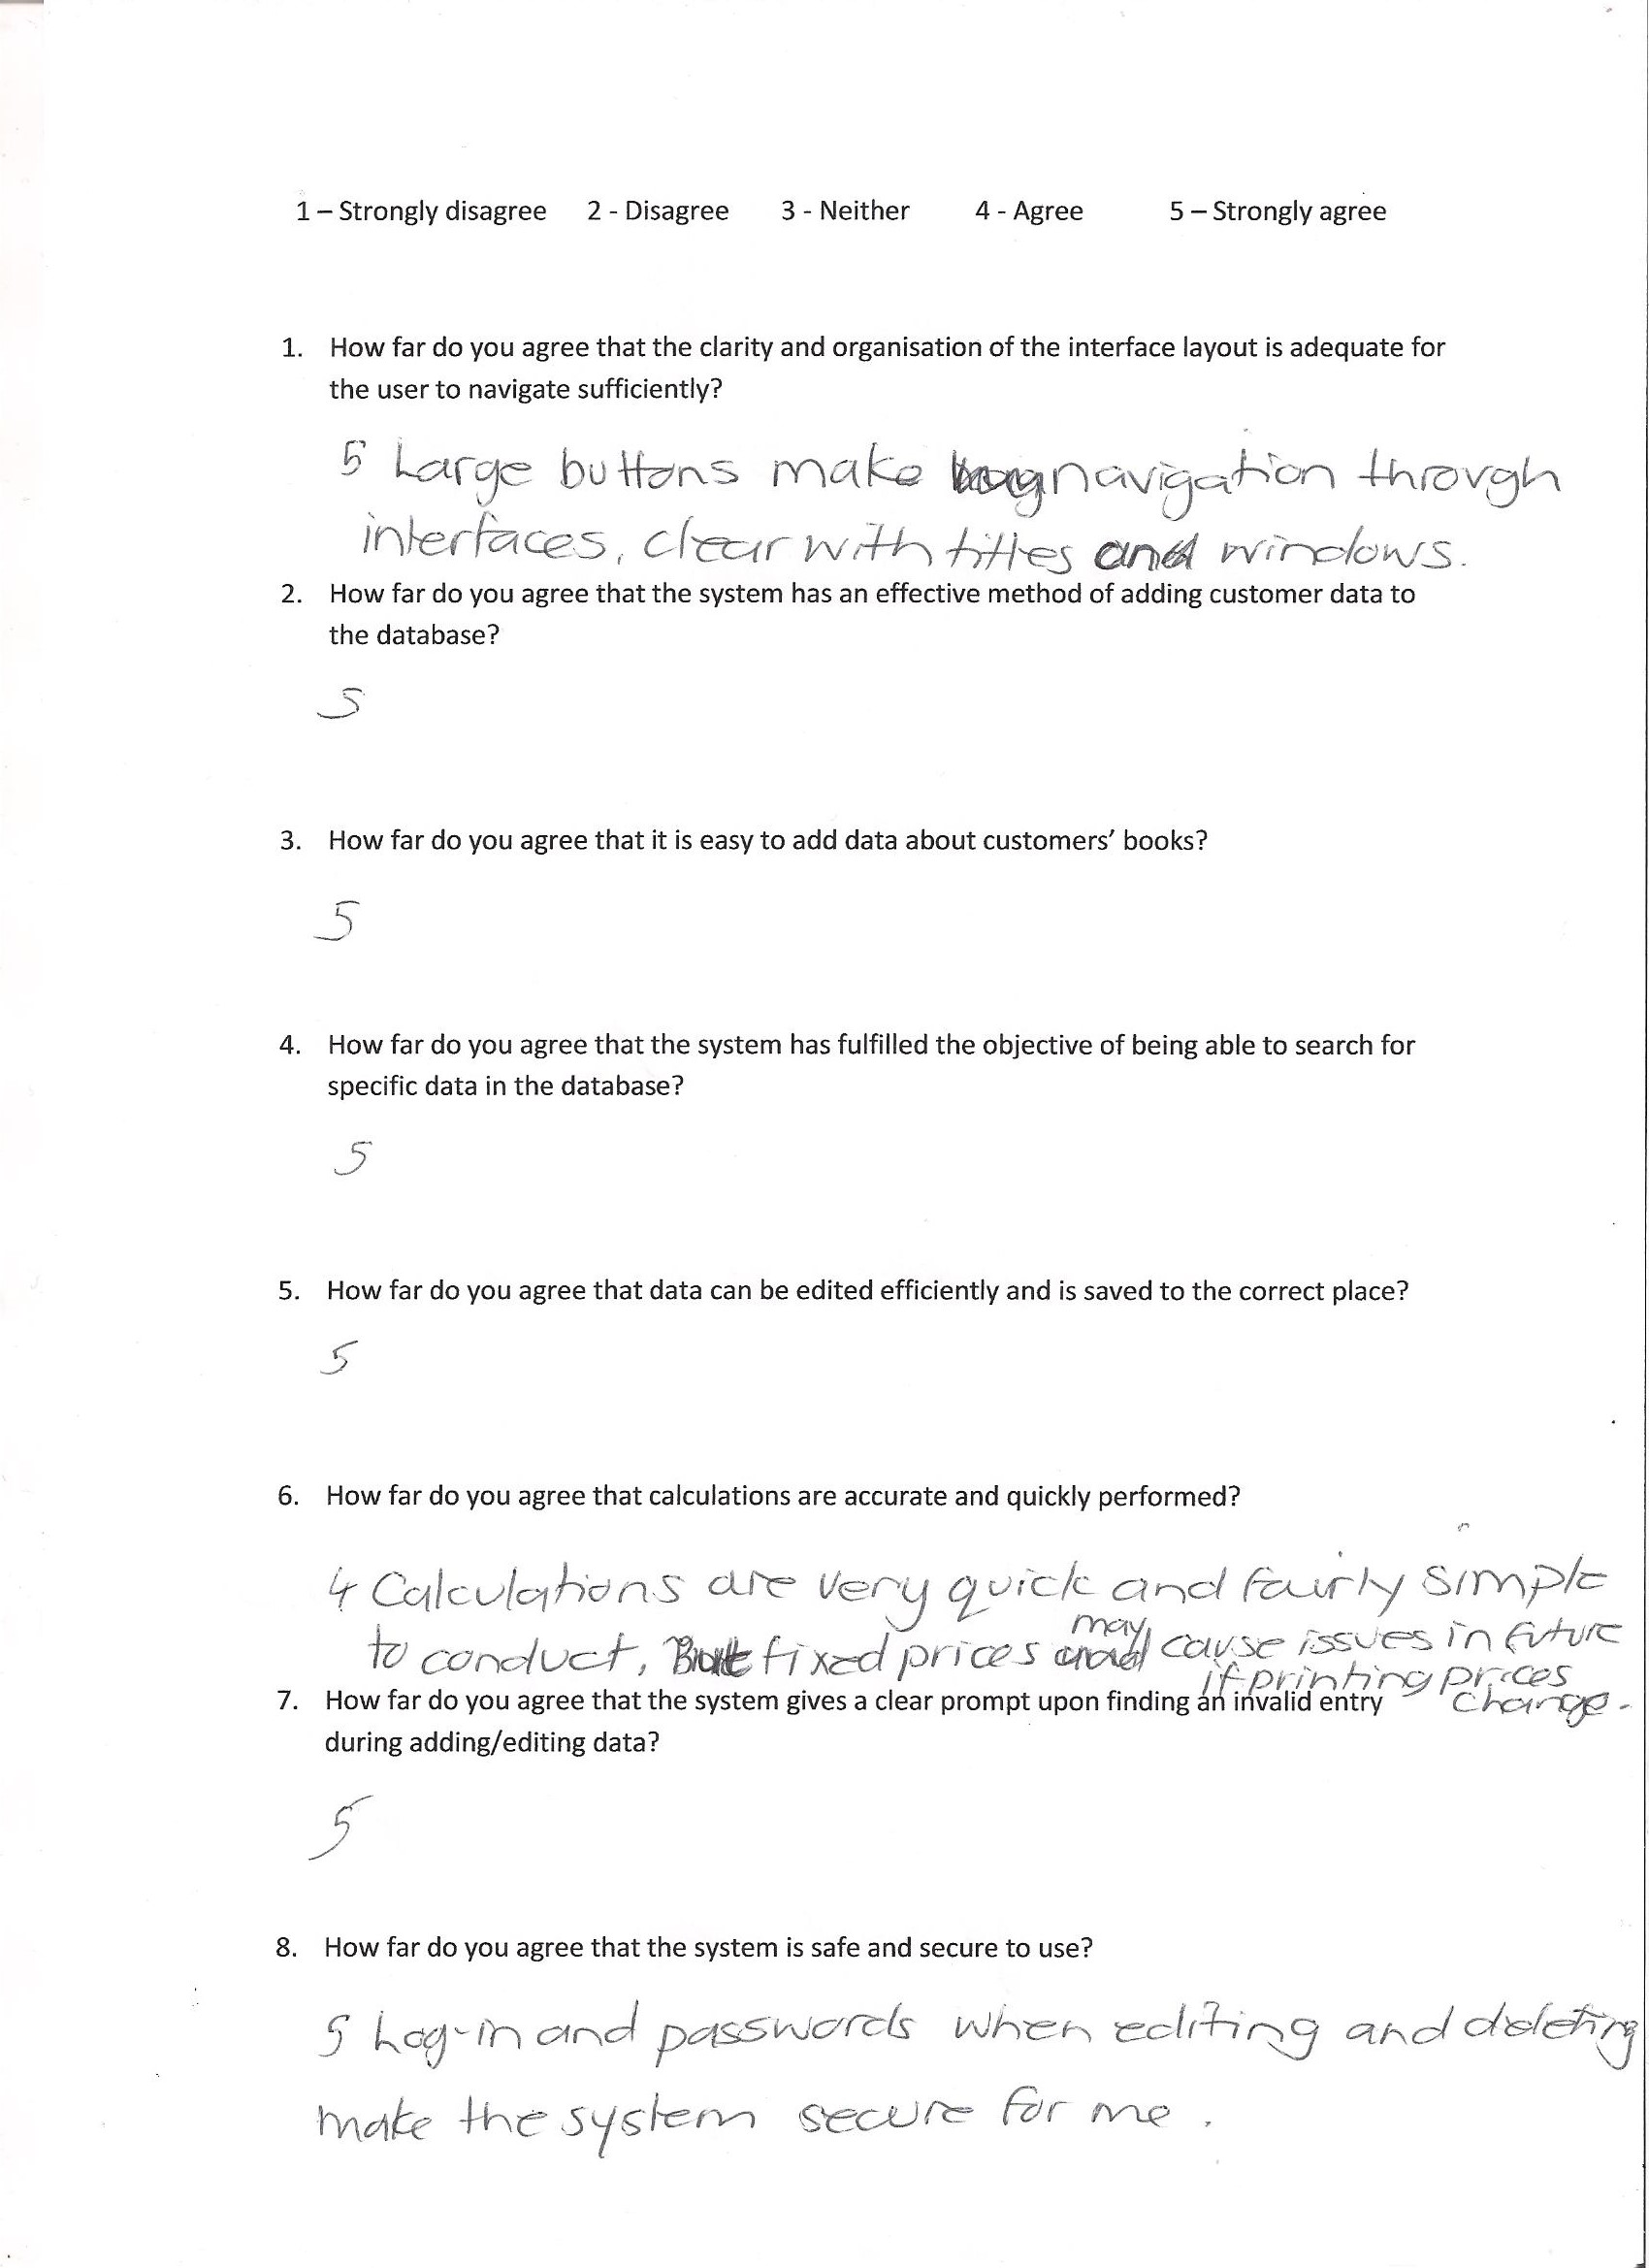 1 – Strongly disagree 2 - Disagree 3 - Neither 4 - Agree 5 – Strongly agree
1. How far do you agree that the clarity and organisation of the interface layout is adequate for
the user to navigate sufficiently?
5 Large buttons make navigation through
interfaces, clear with titles and windows.
2. How far do you agree that the system has an effective method of adding customer data to
the database?
5
3. How far do you agree that it is easy to add data about customers' books?
5
4. How far do you agree that the system has fulfilled the objective of being able to search for
specific data in the database?
5
5. How far do you agree that data can be edited efficiently and is saved to the correct place?
5
6. How far do you agree that calculations are accurate and quickly performed?
4 Calculations are very quick and fairly simple
to conduct, But fixed prices may cause issues in future
if printing prices
change.
7. How far do you agree that the system gives a clear prompt upon finding an invalid entry
during adding/editing data?
5
8. How far do you agree that the system is safe and secure to use?
5 Log-in and passwords when editing and deleting
make the system secure for me.